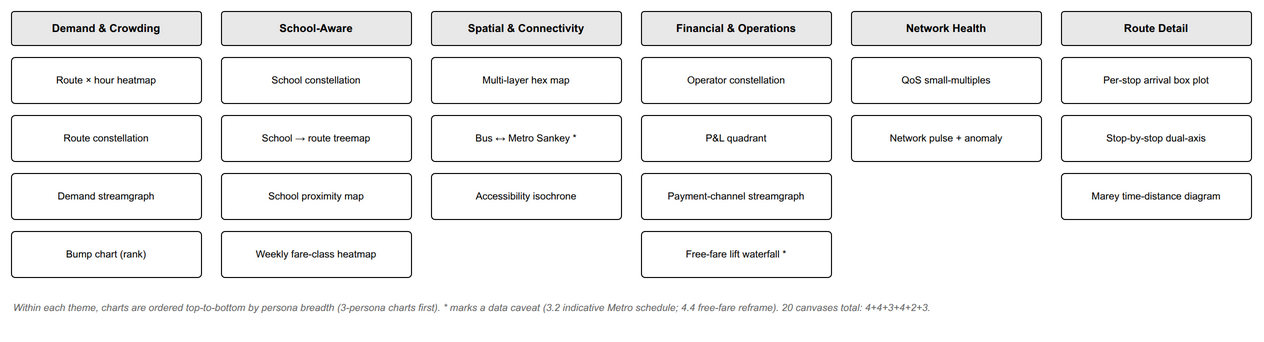 Demand & Crowding
Route × hour heatmap
Route constellation
Demand streamgraph
Bump chart (rank)
School-Aware
School constellation
School → route treemap
School proximity map
Weekly fare-class heatmap
Spatial & Connectivity
Multi-layer hex map
Bus ↔ Metro Sankey *
Accessibility isochrone
Financial & Operations
Operator constellation
P&L quadrant
Payment-channel streamgraph
Free-fare lift waterfall *
Network Health
QoS small-multiples
Network pulse + anomaly
Route Detail
Per-stop arrival box plot
Stop-by-stop dual-axis
Marey time-distance diagram
Within each theme, charts are ordered top-to-bottom by persona breadth (3-persona charts first). * marks a data caveat (3.2 indicative Metro schedule; 4.4 free-fare reframe). 20 canvases total: 4+4+3+4+2+3.